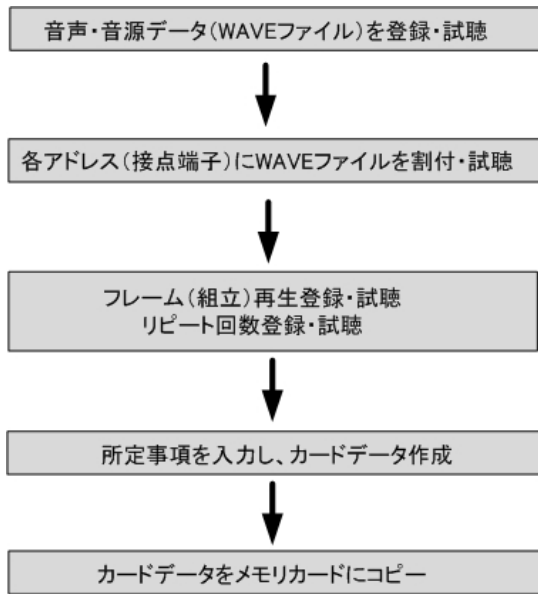 音声・音源データ(WAVEファイル)を登録・試聴
各アドレス(接点端子)にWAVEファイルを割付・試聴
フレーム(組立)再生登録・試聴
リピート回数登録・試聴
所定事項を入力し、カードデータ作成
カードデータをメモリカードにコピー